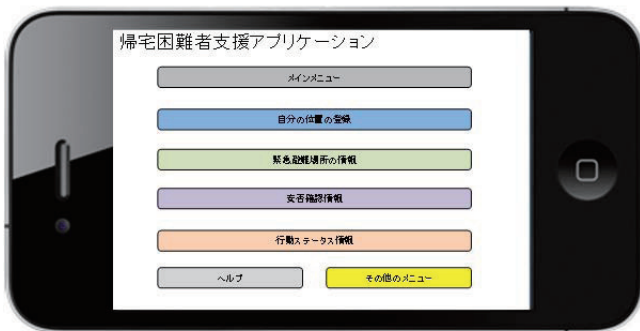 帰宅困難者支援アプリケーション
メインメニュー
自分の位置の登録
緊急避難場所の情報
安否確認情報
行動ステータス情報
ヘルプ
その他のメニュー